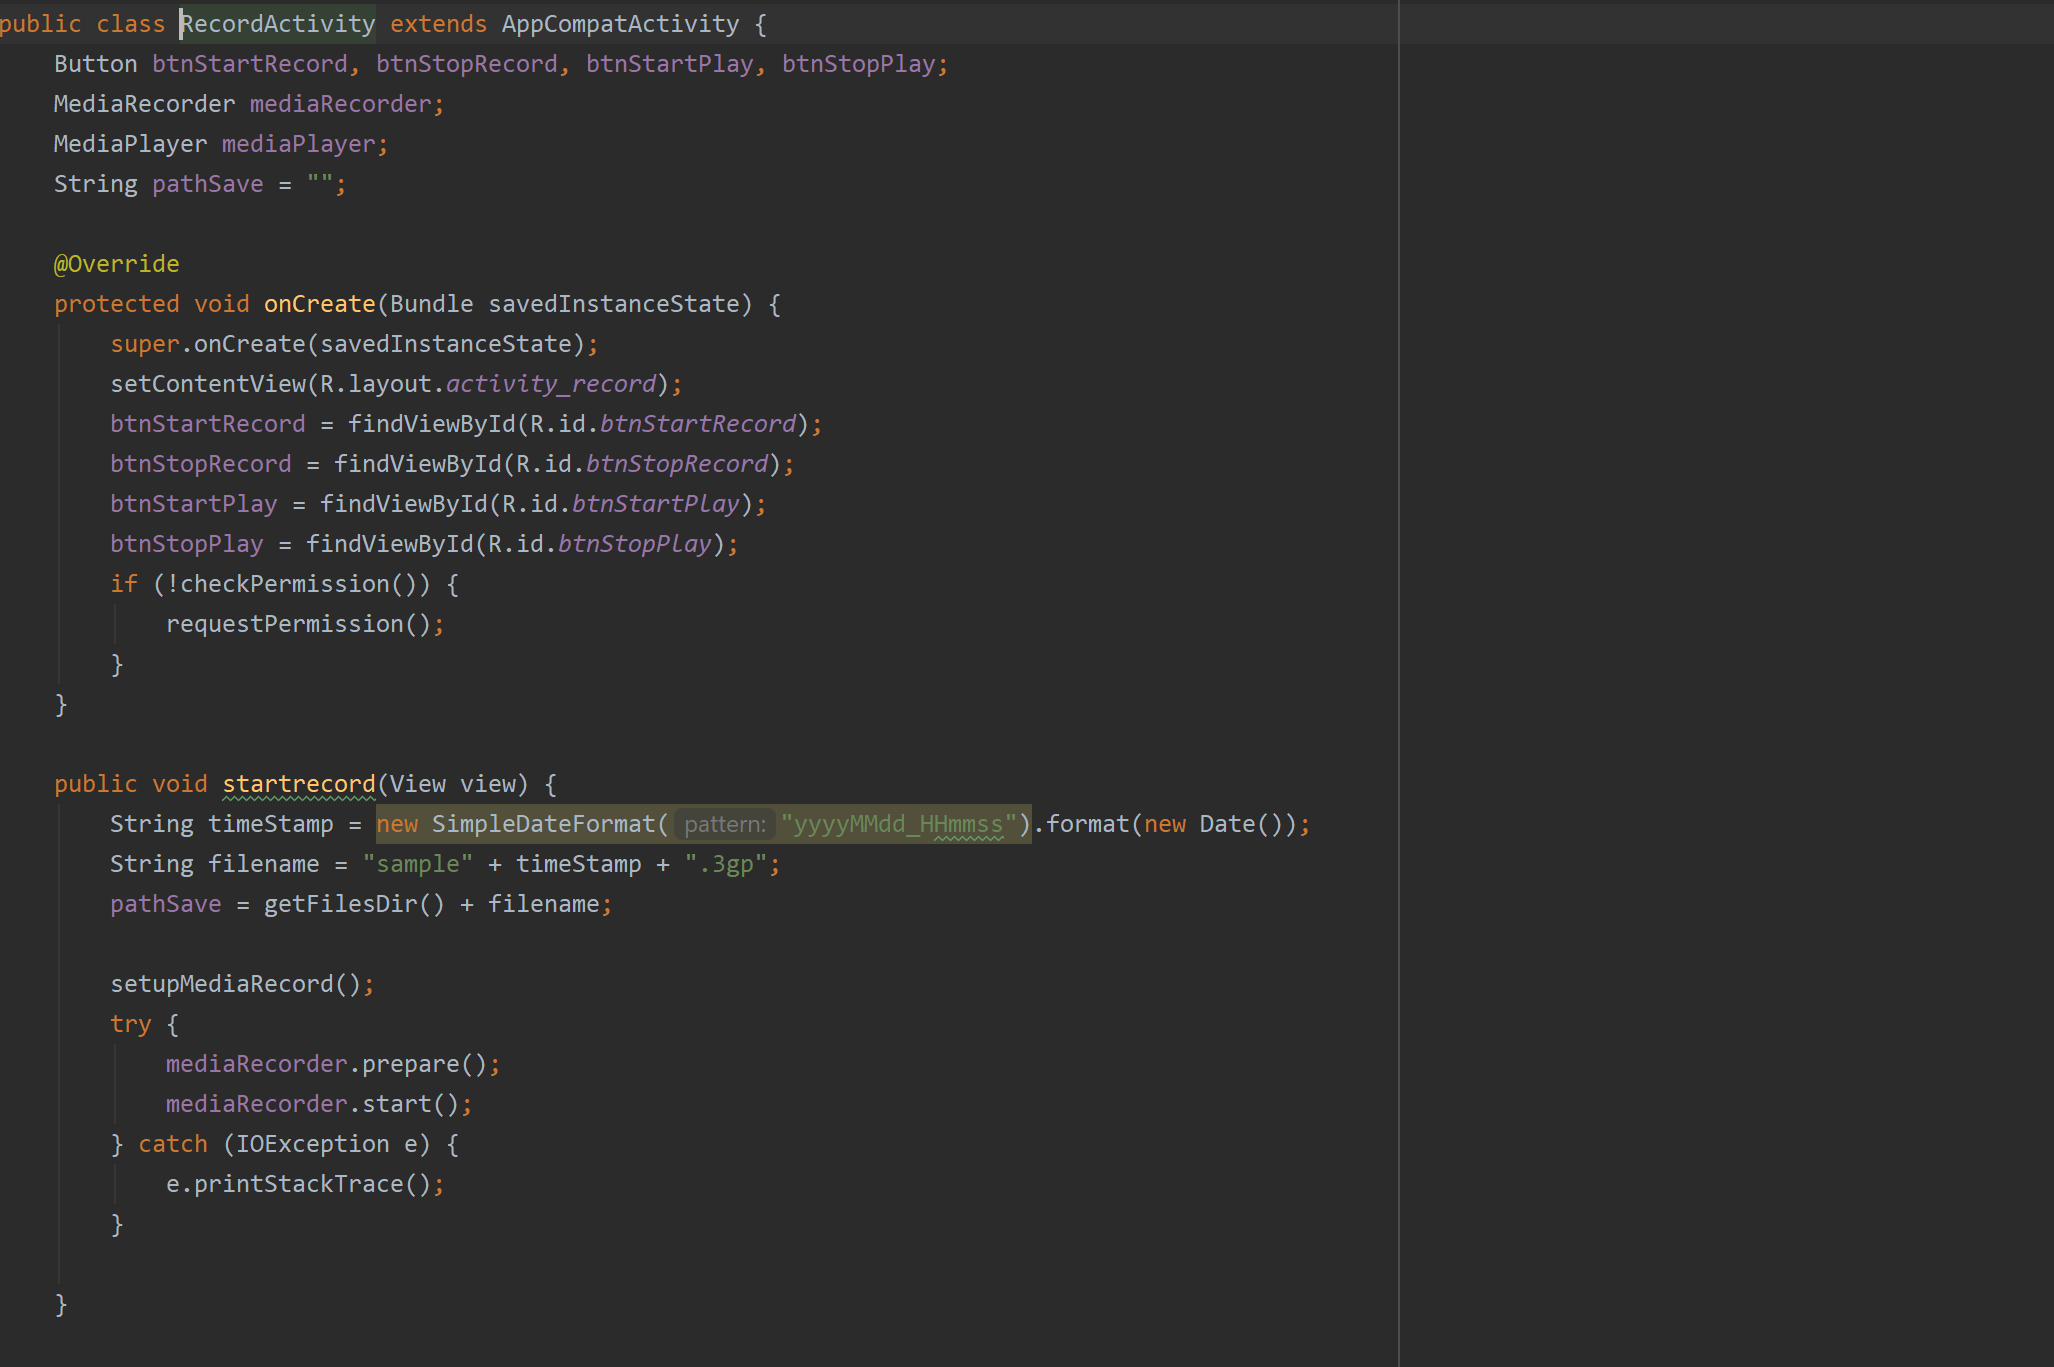 public class RecordActivity extends AppCompatActivity {
    Button btnStartRecord, btnStopRecord, btnStartPlay, btnStopPlay;
    MediaRecorder mediaRecorder;
    MediaPlayer mediaPlayer;
    String pathSave = "";

    @Override
    protected void onCreate(Bundle savedInstanceState) {
        super.onCreate(savedInstanceState);
        setContentView(R.layout.activity_record);
        btnStartRecord = findViewById(R.id.btnStartRecord);
        btnStopRecord = findViewById(R.id.btnStopRecord);
        btnStartPlay = findViewById(R.id.btnStartPlay);
        btnStopPlay = findViewById(R.id.btnStopPlay);
        if (!checkPermission()) {
            requestPermission();
        }
    }

    public void startrecord(View view) {
        String timeStamp = new SimpleDateFormat( pattern: "yyyyMMdd_HHmmss").format(new Date());
        String filename = "sample" + timeStamp + ".3gp";
        pathSave = getFilesDir() + filename;

        setupMediaRecord();
        try {
            mediaRecorder.prepare();
            mediaRecorder.start();
        } catch (IOException e) {
            e.printStackTrace();
        }

    }